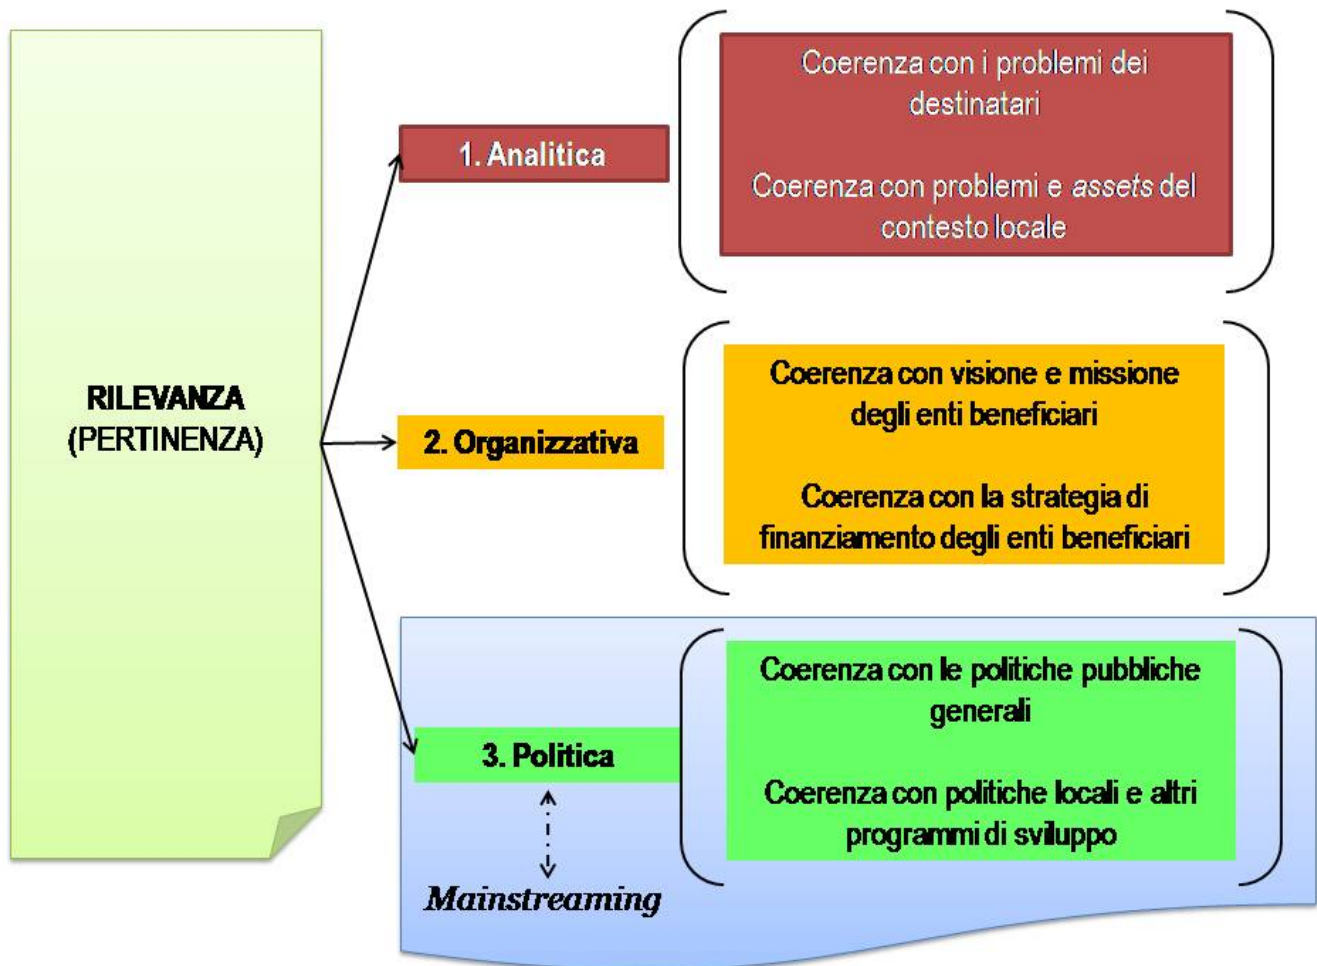 RILEVANZA
(PERTINENZA)
1. Analitica
Coerenza con i problemi dei
destinatari
Coerenza con problemi e assets del
contesto locale
2. Organizzativa
Coerenza con visione e missione
degli enti beneficiari
Coerenza con la strategia di
finanziamento degli enti beneficiari
3. Politica
Coerenza con le politiche pubbliche
generali
Coerenza con politiche locali e altri
programmi di sviluppo
Mainstreaming